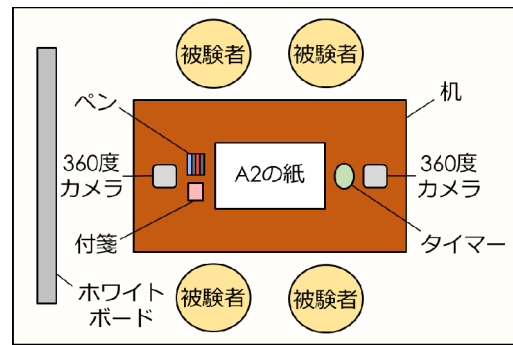 被験者
被験者
ペン
机
360度
カメラ
A2の紙
360度
カメラ
付箋
タイマー
ホワイト
ボード
被験者
被験者